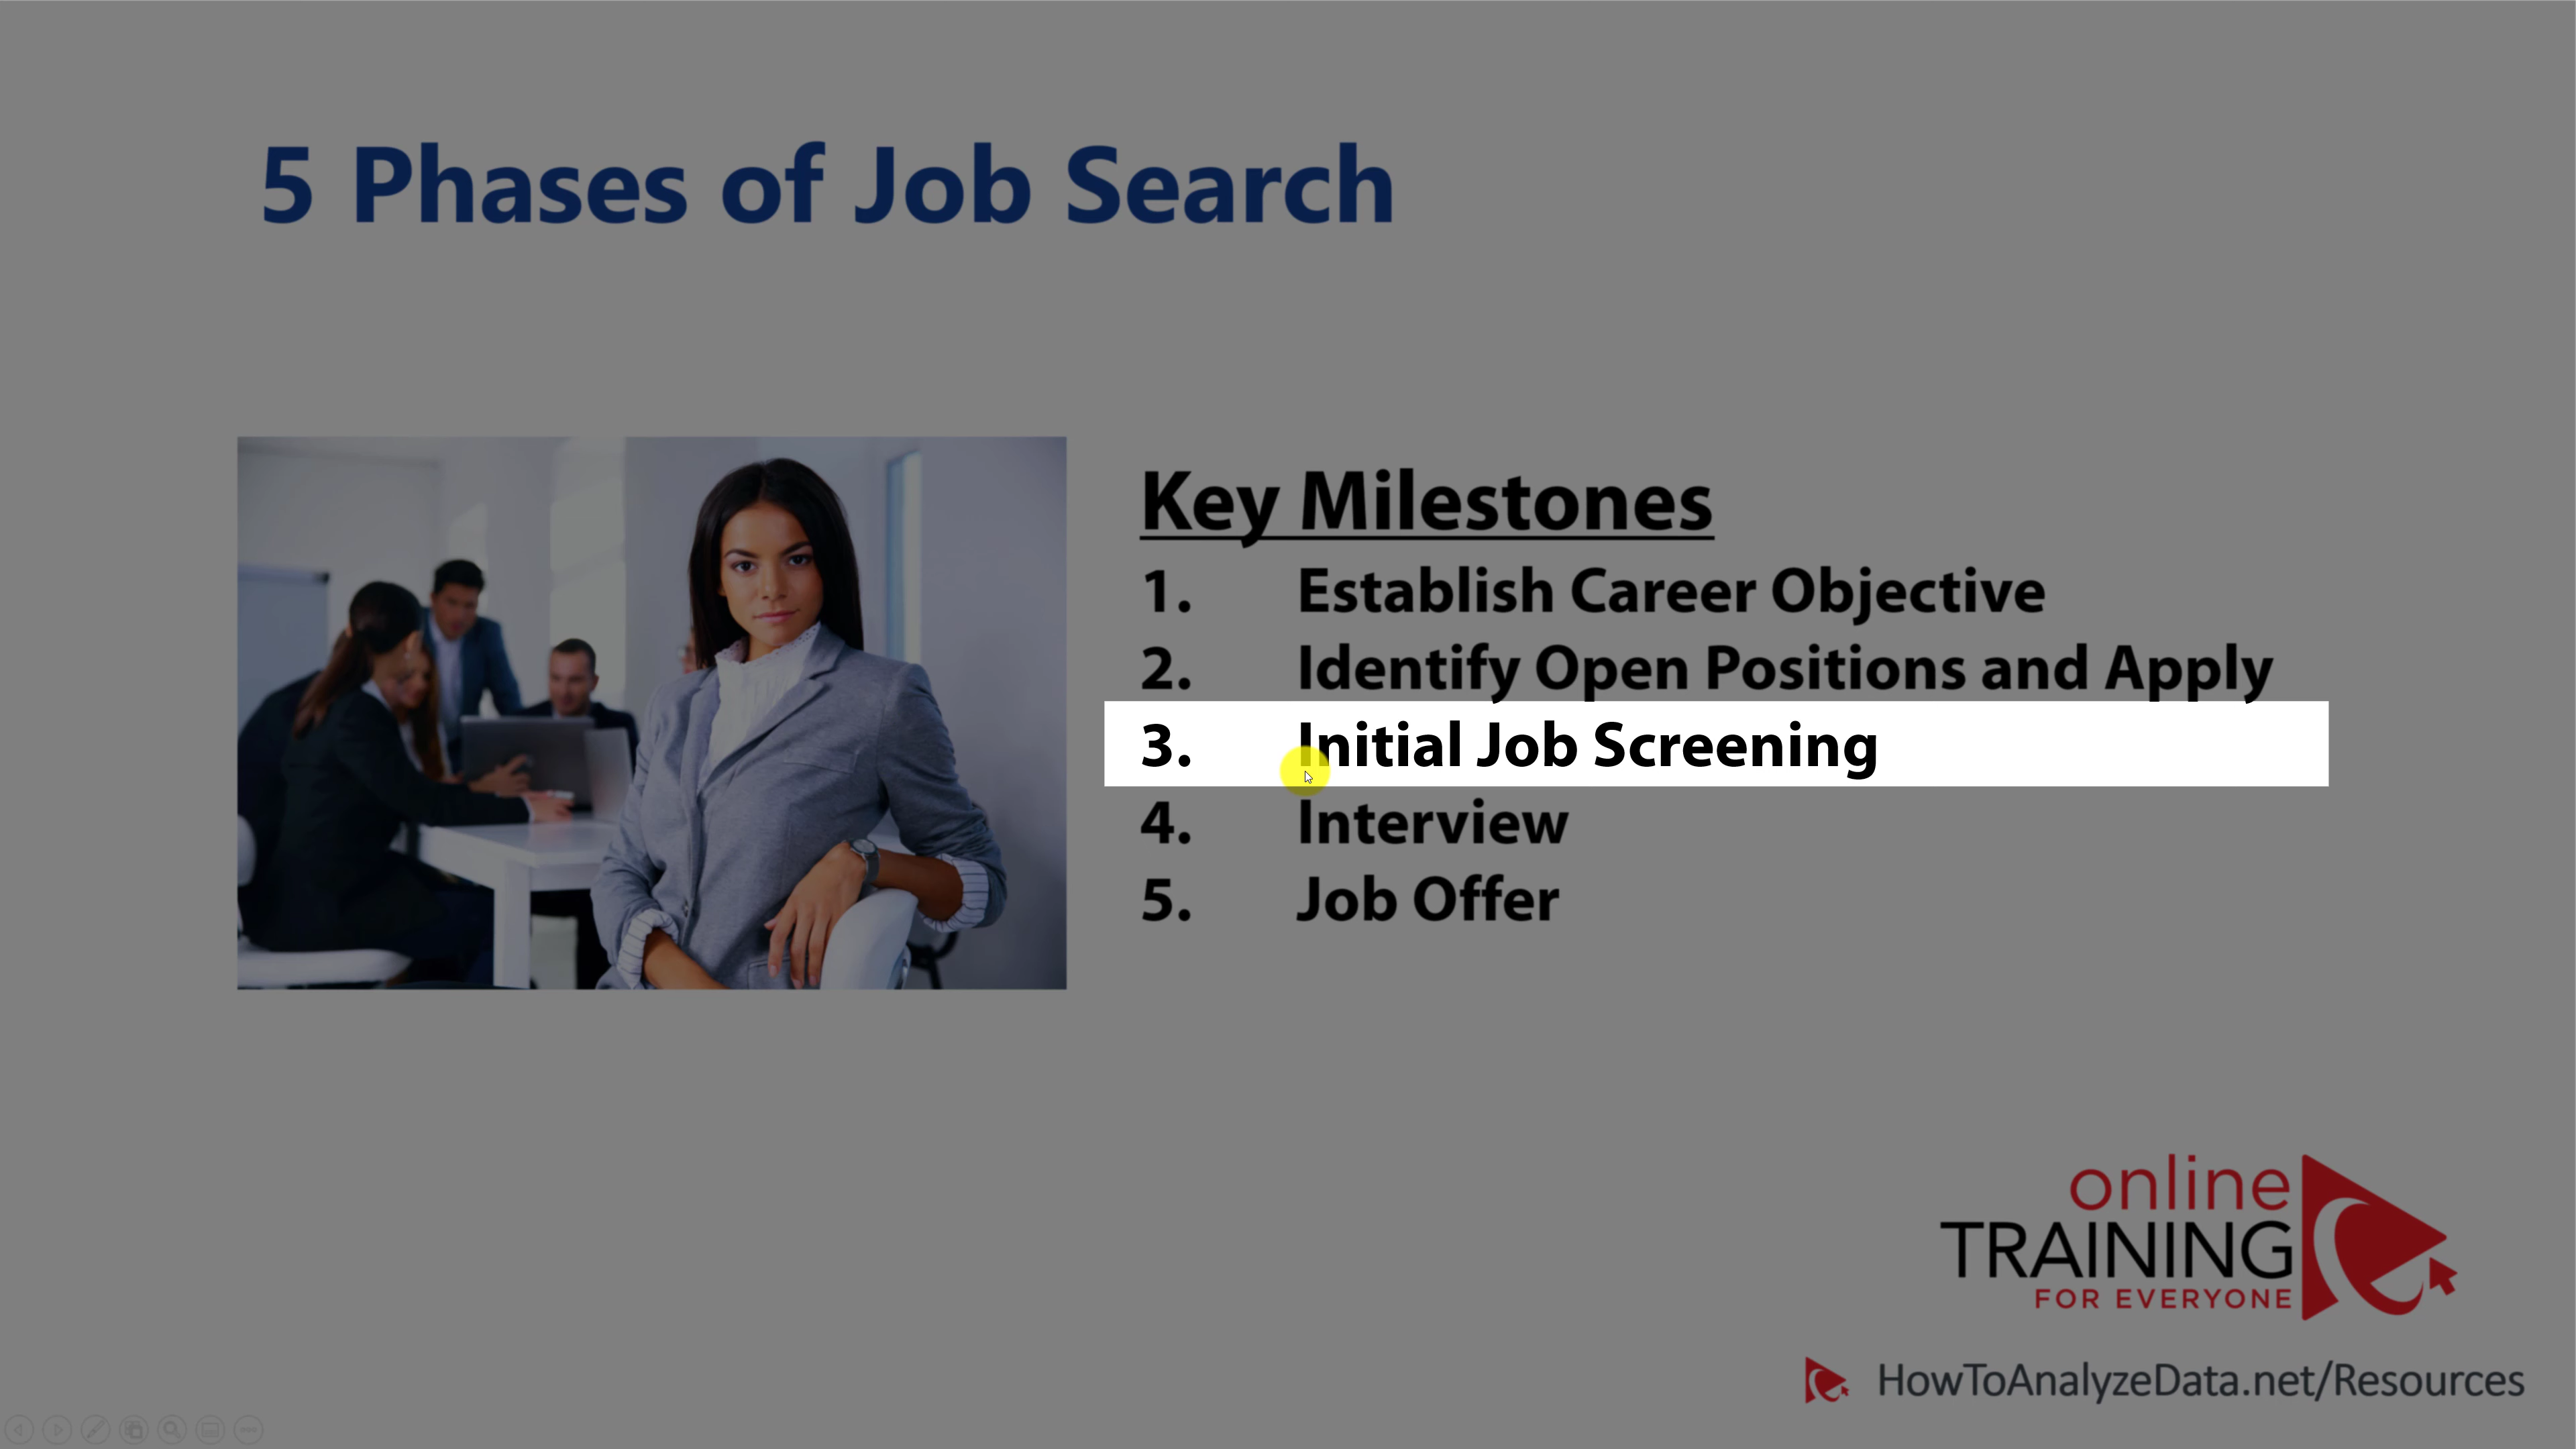 5 Phases of Job Search
Key Milestones
1. Establish Career Objective
2. Identify Open Positions and Apply
3. Initial Job Screening
4. Interview
5. Job Offer
online
TRAINING
FOR EVERYONE
HowToAnalyzeData.net/Resources